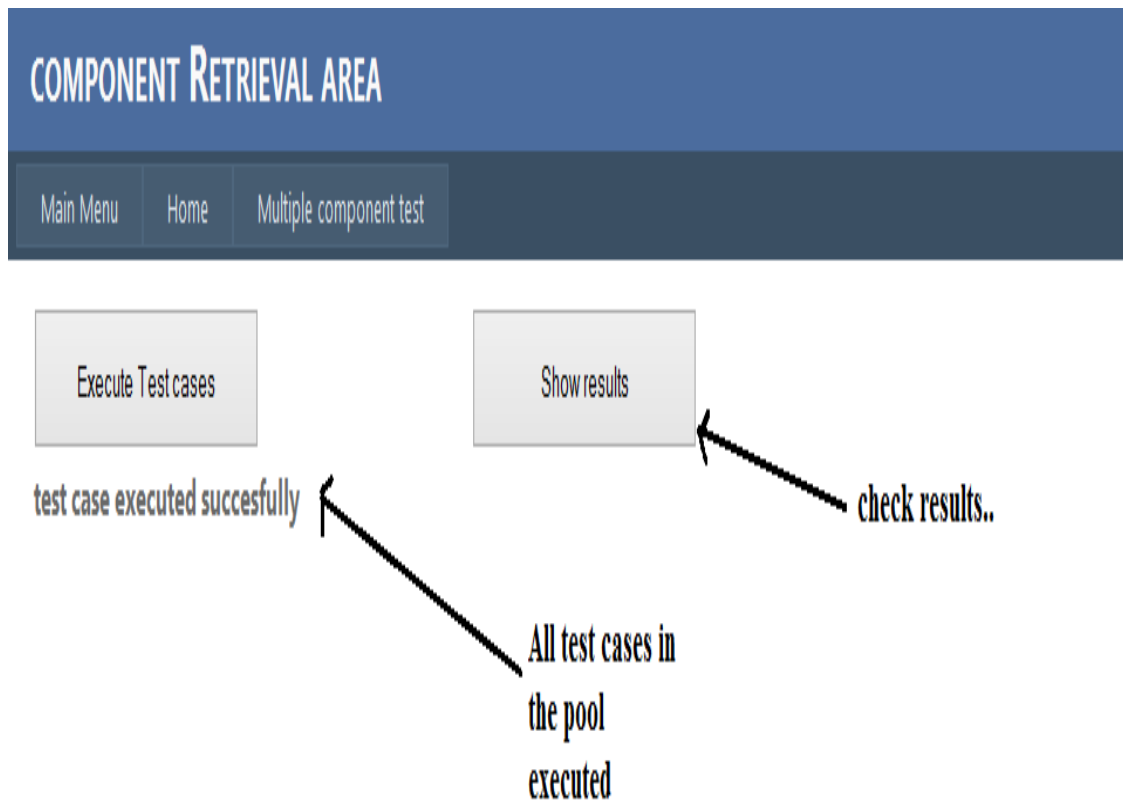 COMPONENT RETRIEVAL AREA
Main Menu Home Multiple component test
Execute Test cases Show results
test case executed succesfully
check results..
All test cases in
the pool
executed